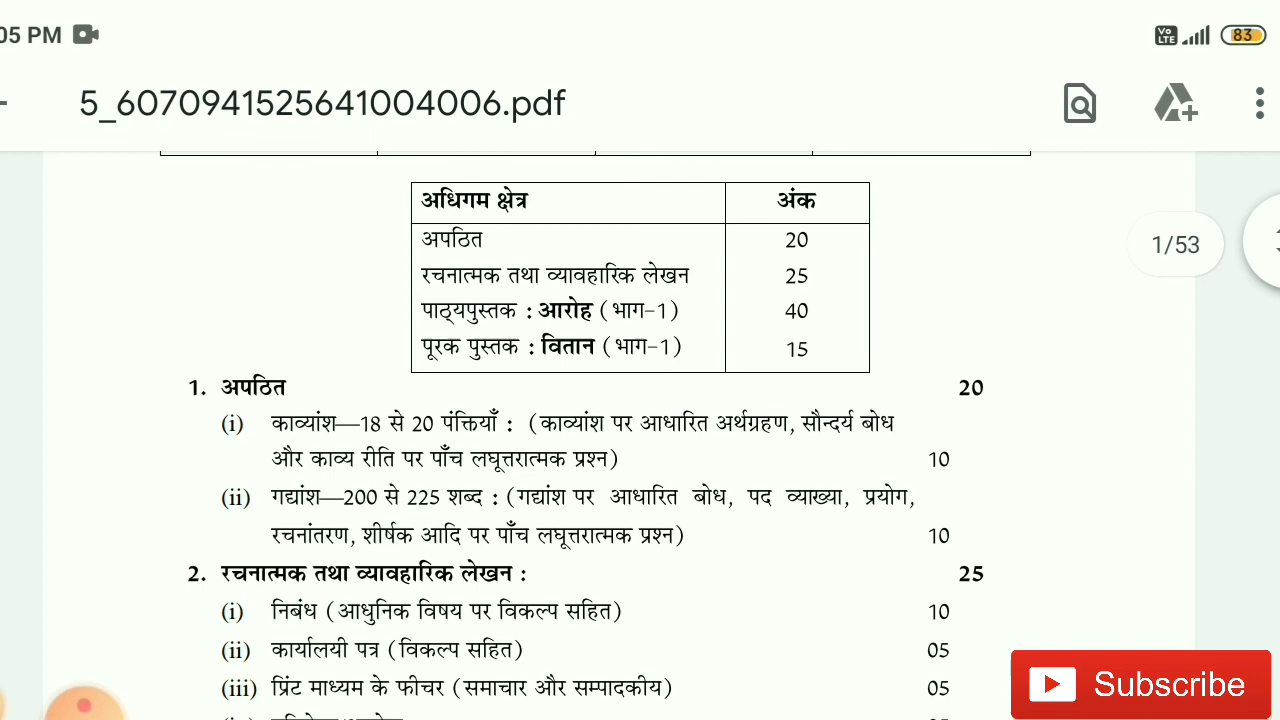 05 PM
Vo LTE 83
5_6070941525641004006.pdf
अधिगम क्षेत्र अंक
अपठित 20
रचनात्मक तथा व्यावहारिक लेखन 25
पाठ्यपुस्तक : आरोह (भाग-1) 40
पूरक पुस्तक : वितान (भाग-1) 15
1/53
1. अपठित 20
(i) काव्यांश—18 से 20 पंक्तियाँ : (काव्यांश पर आधारित अर्थग्रहण, सौन्दर्य बोध
और काव्य रीति पर पाँच लघूत्तरात्मक प्रश्न) 10
(ii) गद्यांश—200 से 225 शब्द : (गद्यांश पर आधारित बोध, पद व्याख्या, प्रयोग,
रचनांतरण, शीर्षक आदि पर पाँच लघूत्तरात्मक प्रश्न) 10
2. रचनात्मक तथा व्यावहारिक लेखन : 25
(i) निबंध (आधुनिक विषय पर विकल्प सहित) 10
(ii) कार्यालयी पत्र (विकल्प सहित) 05
(iii) प्रिंट माध्यम के फीचर (समाचार और सम्पादकीय) 05
Subscribe